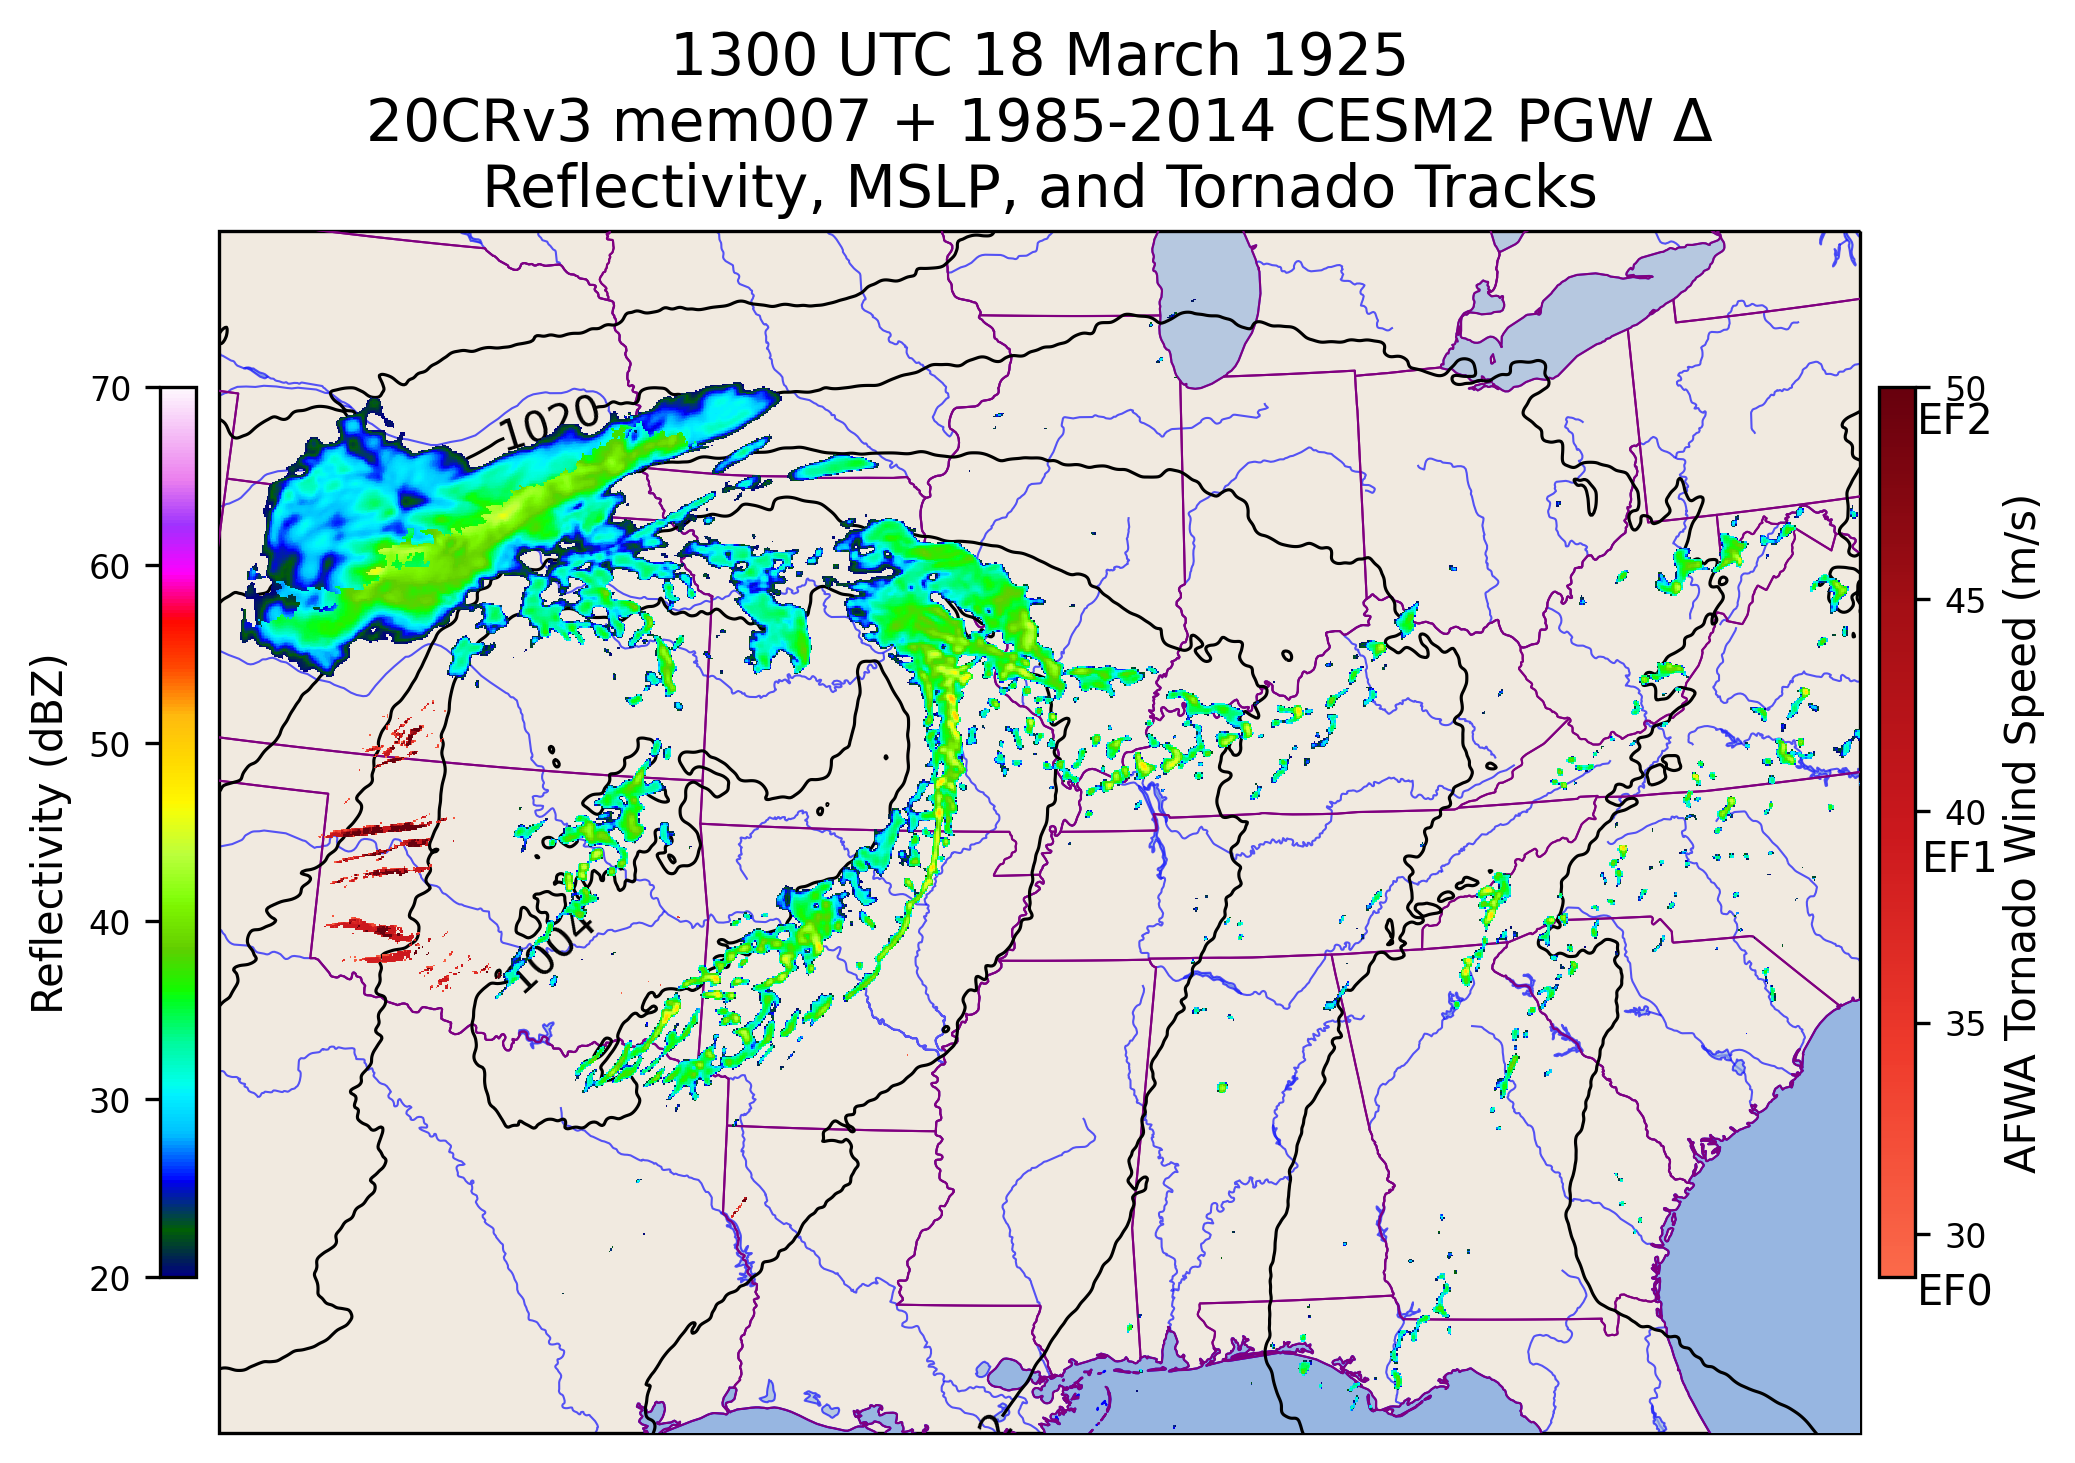 1300 UTC 18 March 1925
20CRv3 mem007 + 1985-2014 CESM2 PGW Δ
Reflectivity, MSLP, and Tornado Tracks
Reflectivity (dBZ)
70
60
50
40
30
20
1020
1004
50
EF2
45
40
EF1
35
30
EF0
AFWA Tornado Wind Speed (m/s)